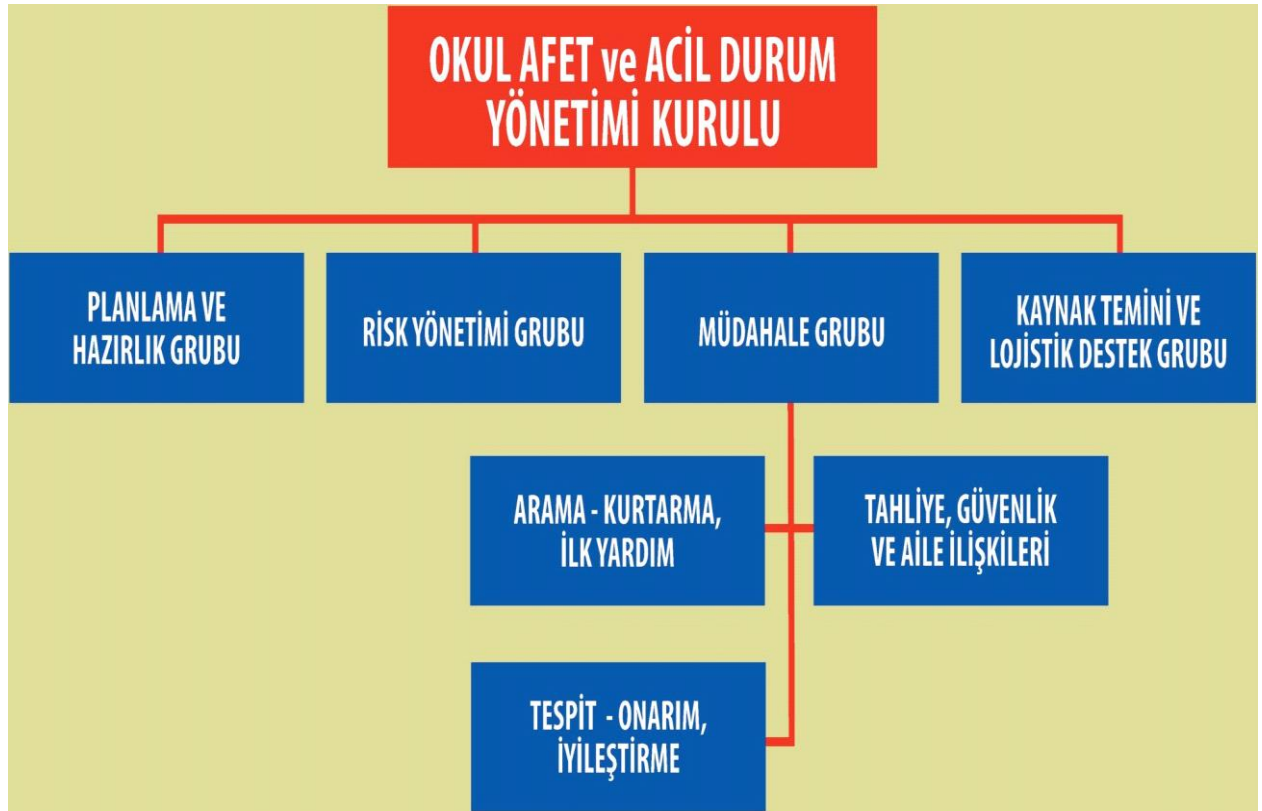 OKUL AFET ve ACİL DURUM
YÖNETİMİ KURULU
PLANLAMA VE
HAZIRLIK GRUBU
RİSK YÖNETİMİ GRUBU
MÜDAHALE GRUBU
KAYNAK TEMİNİ VE
LOJİSTİK DESTEK GRUBU
ARAMA - KURTARMA,
İLK YARDIM
TAHLİYE, GÜVENLİK
VE AİLE İLİŞKİLERİ
TESPİT - ONARIM,
İYİLEŞTİRME